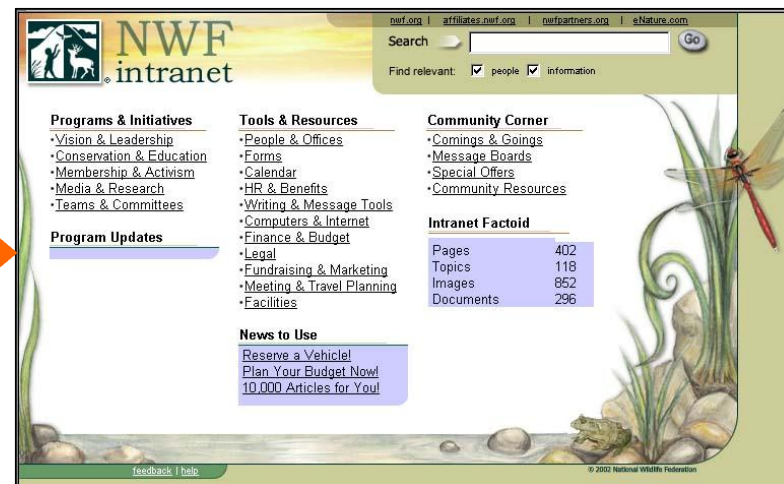 nwf.org | affiliates.nwf.org | nwfpartners.org | eNature.com
NWF
intranet
Search
Go
Find relevant: people information
Programs & Initiatives
•Vision & Leadership
•Conservation & Education
•Membership & Activism
•Media & Research
•Teams & Committees
Program Updates
Tools & Resources
•People & Offices
•Forms
•Calendar
•HR & Benefits
•Writing & Message Tools
•Computers & Internet
•Finance & Budget
•Legal
•Fundraising & Marketing
•Meeting & Travel Planning
•Facilities
News to Use
Reserve a Vehicle!
Plan Your Budget Now!
10,000 Articles for You!
Community Corner
•Comings & Goings
•Message Boards
•Special Offers
•Community Resources
Intranet Factoid
Pages 402
Topics 118
Images 852
Documents 296
feedback | help
© 2002 National Wildlife Federation